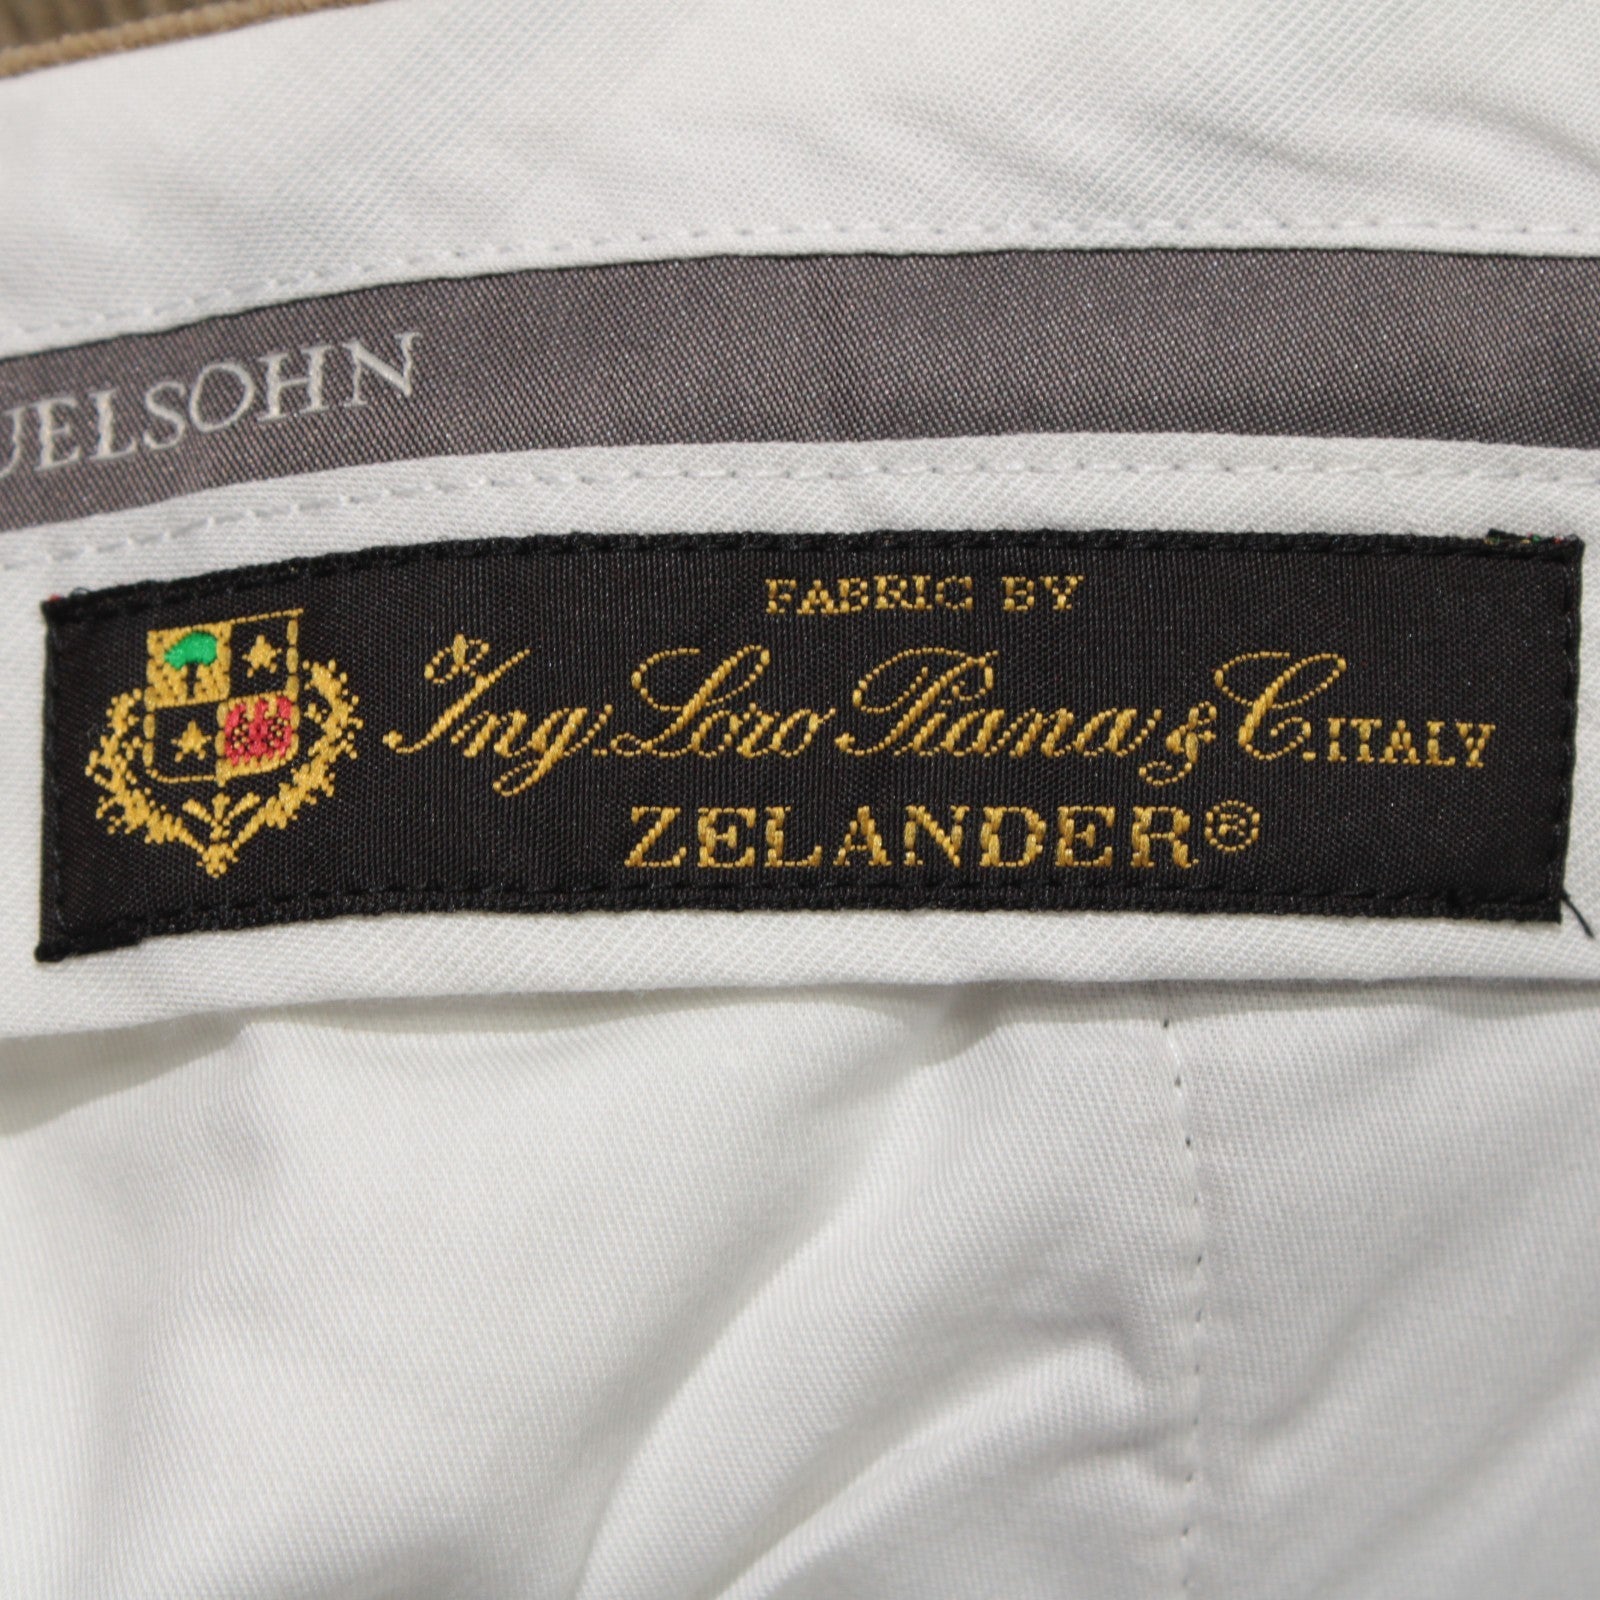 UELSOHN
FABRIC BY
Ing. Loro Piana & C. ITALY
ZELANDER®